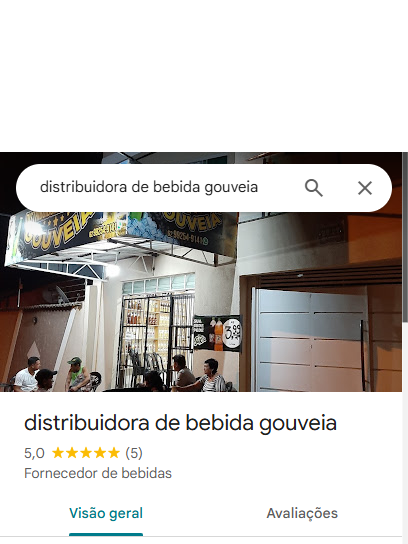 distribuidora de bebida gouveia
GOUVEIA
3,99
distribuidora de bebida gouveia
5,0 ★★★★★ (5)
Fornecedor de bebidas
Visão geral
Avaliações